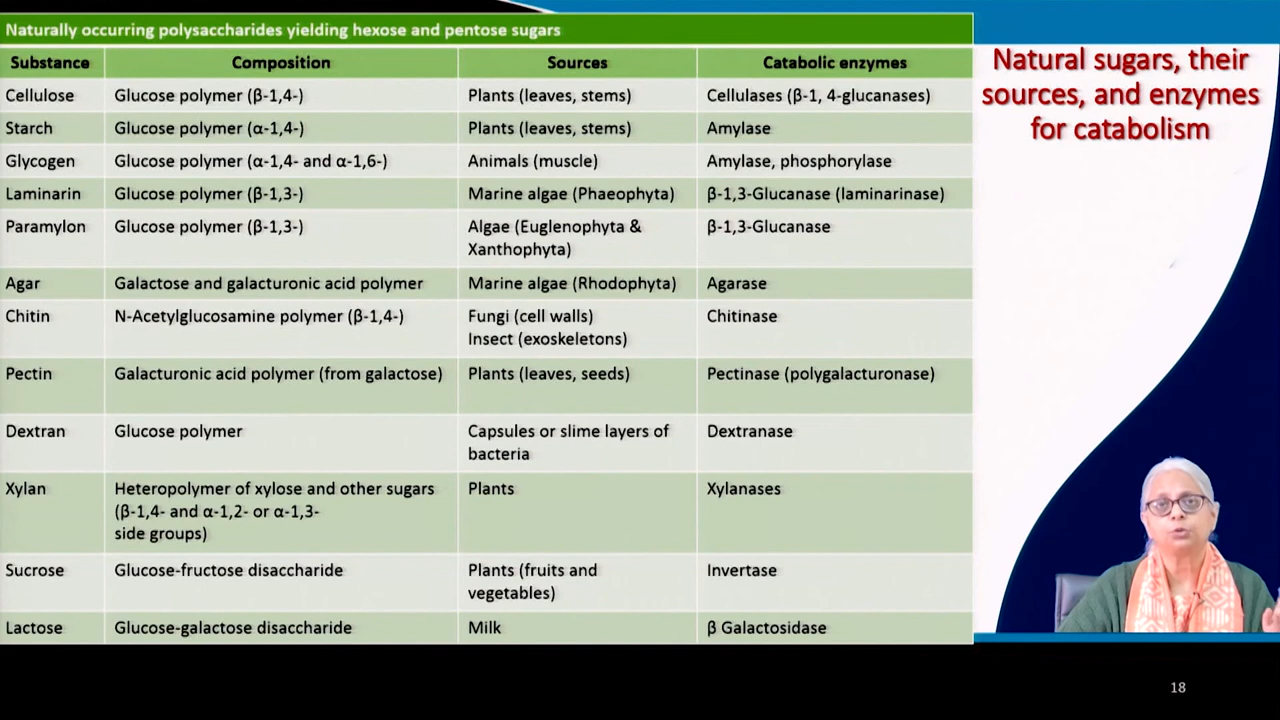 Naturally occurring polysaccharides yielding hexose and pentose sugars
Substance Composition Sources Catabolic enzymes
Cellulose Glucose polymer (β-1,4-) Plants (leaves, stems) Cellulases (β-1, 4-glucanases)
Starch Glucose polymer (α-1,4-) Plants (leaves, stems) Amylase
Glycogen Glucose polymer (α-1,4- and α-1,6-) Animals (muscle) Amylase, phosphorylase
Laminarin Glucose polymer (β-1,3-) Marine algae (Phaeophyta) β-1,3-Glucanase (laminarinase)
Paramylon Glucose polymer (β-1,3-) Algae (Euglenophyta & β-1,3-Glucanase
Xanthophyta)
Agar Galactose and galacturonic acid polymer Marine algae (Rhodophyta) Agarase
Chitin N-Acetylglucosamine polymer (β-1,4-) Fungi (cell walls) Chitinase
Insect (exoskeletons)
Pectin Galacturonic acid polymer (from galactose) Plants (leaves, seeds) Pectinase (polygalacturonase)
Dextran Glucose polymer Capsules or slime layers of Dextranase
bacteria
Xylan Heteropolymer of xylose and other sugars Plants Xylanases
(β-1,4- and α-1,2- or α-1,3-
side groups)
Sucrose Glucose-fructose disaccharide Plants (fruits and Invertase
vegetables)
Lactose Glucose-galactose disaccharide Milk β Galactosidase
Natural sugars, their
sources, and enzymes
for catabolism
18